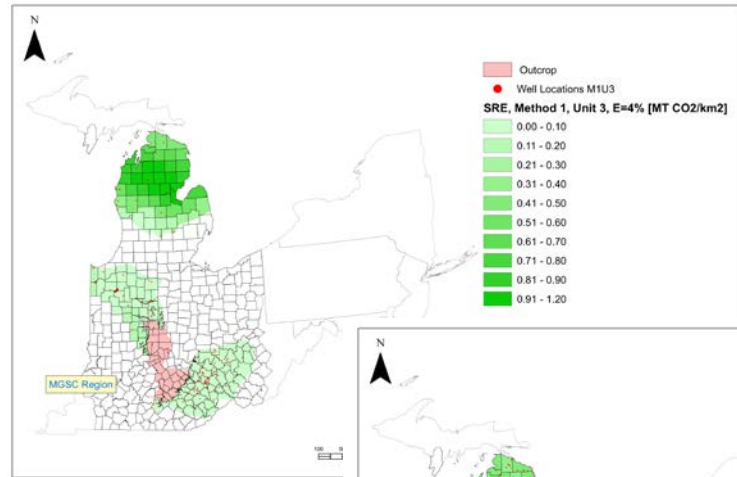 N
Outcrop
Well Locations M1U3
SRE, Method 1, Unit 3, E=4% [MT CO2/km2]
0.00 - 0.10
0.11 - 0.20
0.21 - 0.30
0.31 - 0.40
0.41 - 0.50
0.51 - 0.60
0.61 - 0.70
0.71 - 0.80
0.81 - 0.90
0.91 - 1.20
MGSC Region
100
N